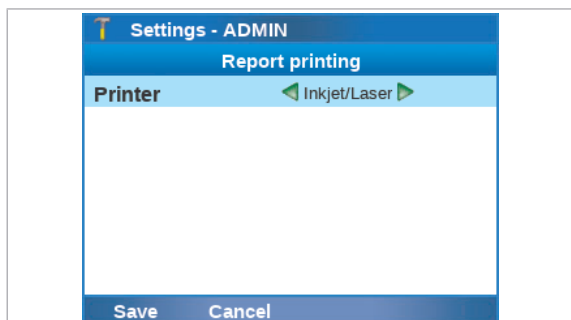 Settings - ADMIN
Report printing
Printer Inkjet/Laser
Save Cancel